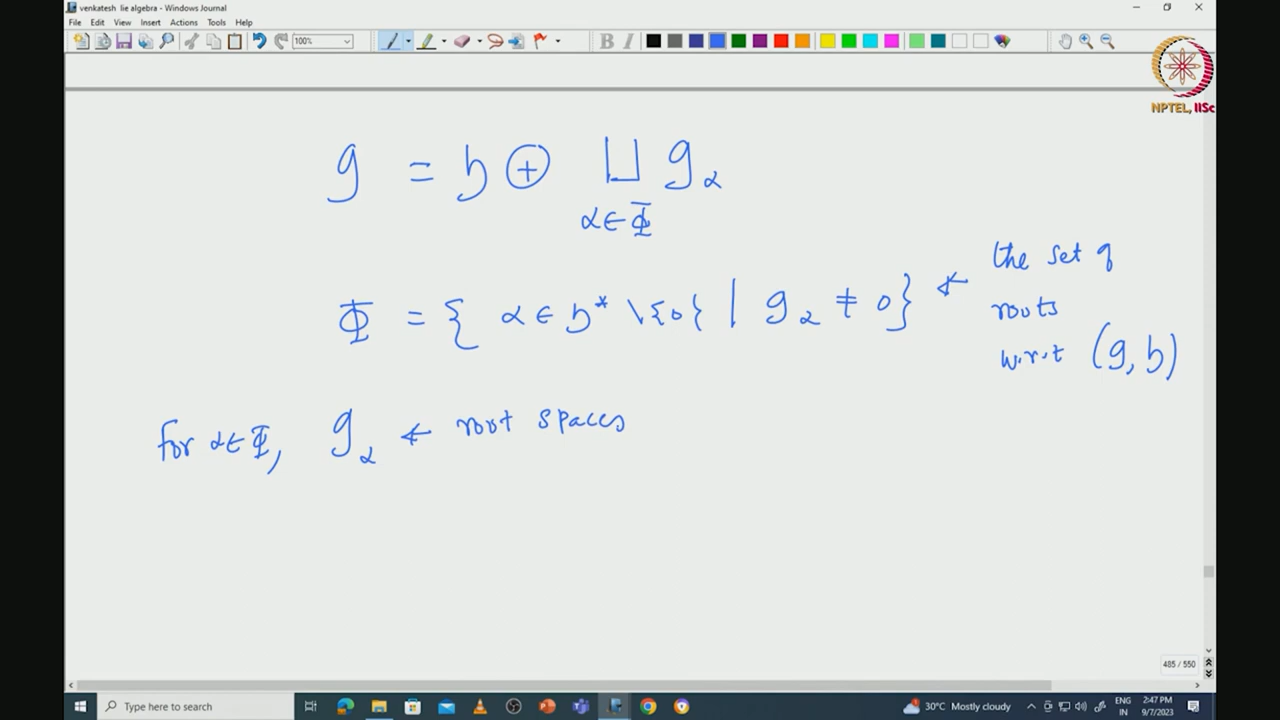 venkatesh lie algebra - Windows Journal
File Edit View Insert Actions Tools Help
100%
B I
NPTEL, IISc
g = h ⊕ ∐ g_α
α∈Φ
Φ = { α ∈ h* \ {0} | g_α ≠ 0} ← the set of
roots
w.r.t (g, h)
for α∈Φ, g_α ← root spaces
485 / 550
Type here to search
30°C Mostly cloudy
ENG
IN
2:47 PM
9/7/2023